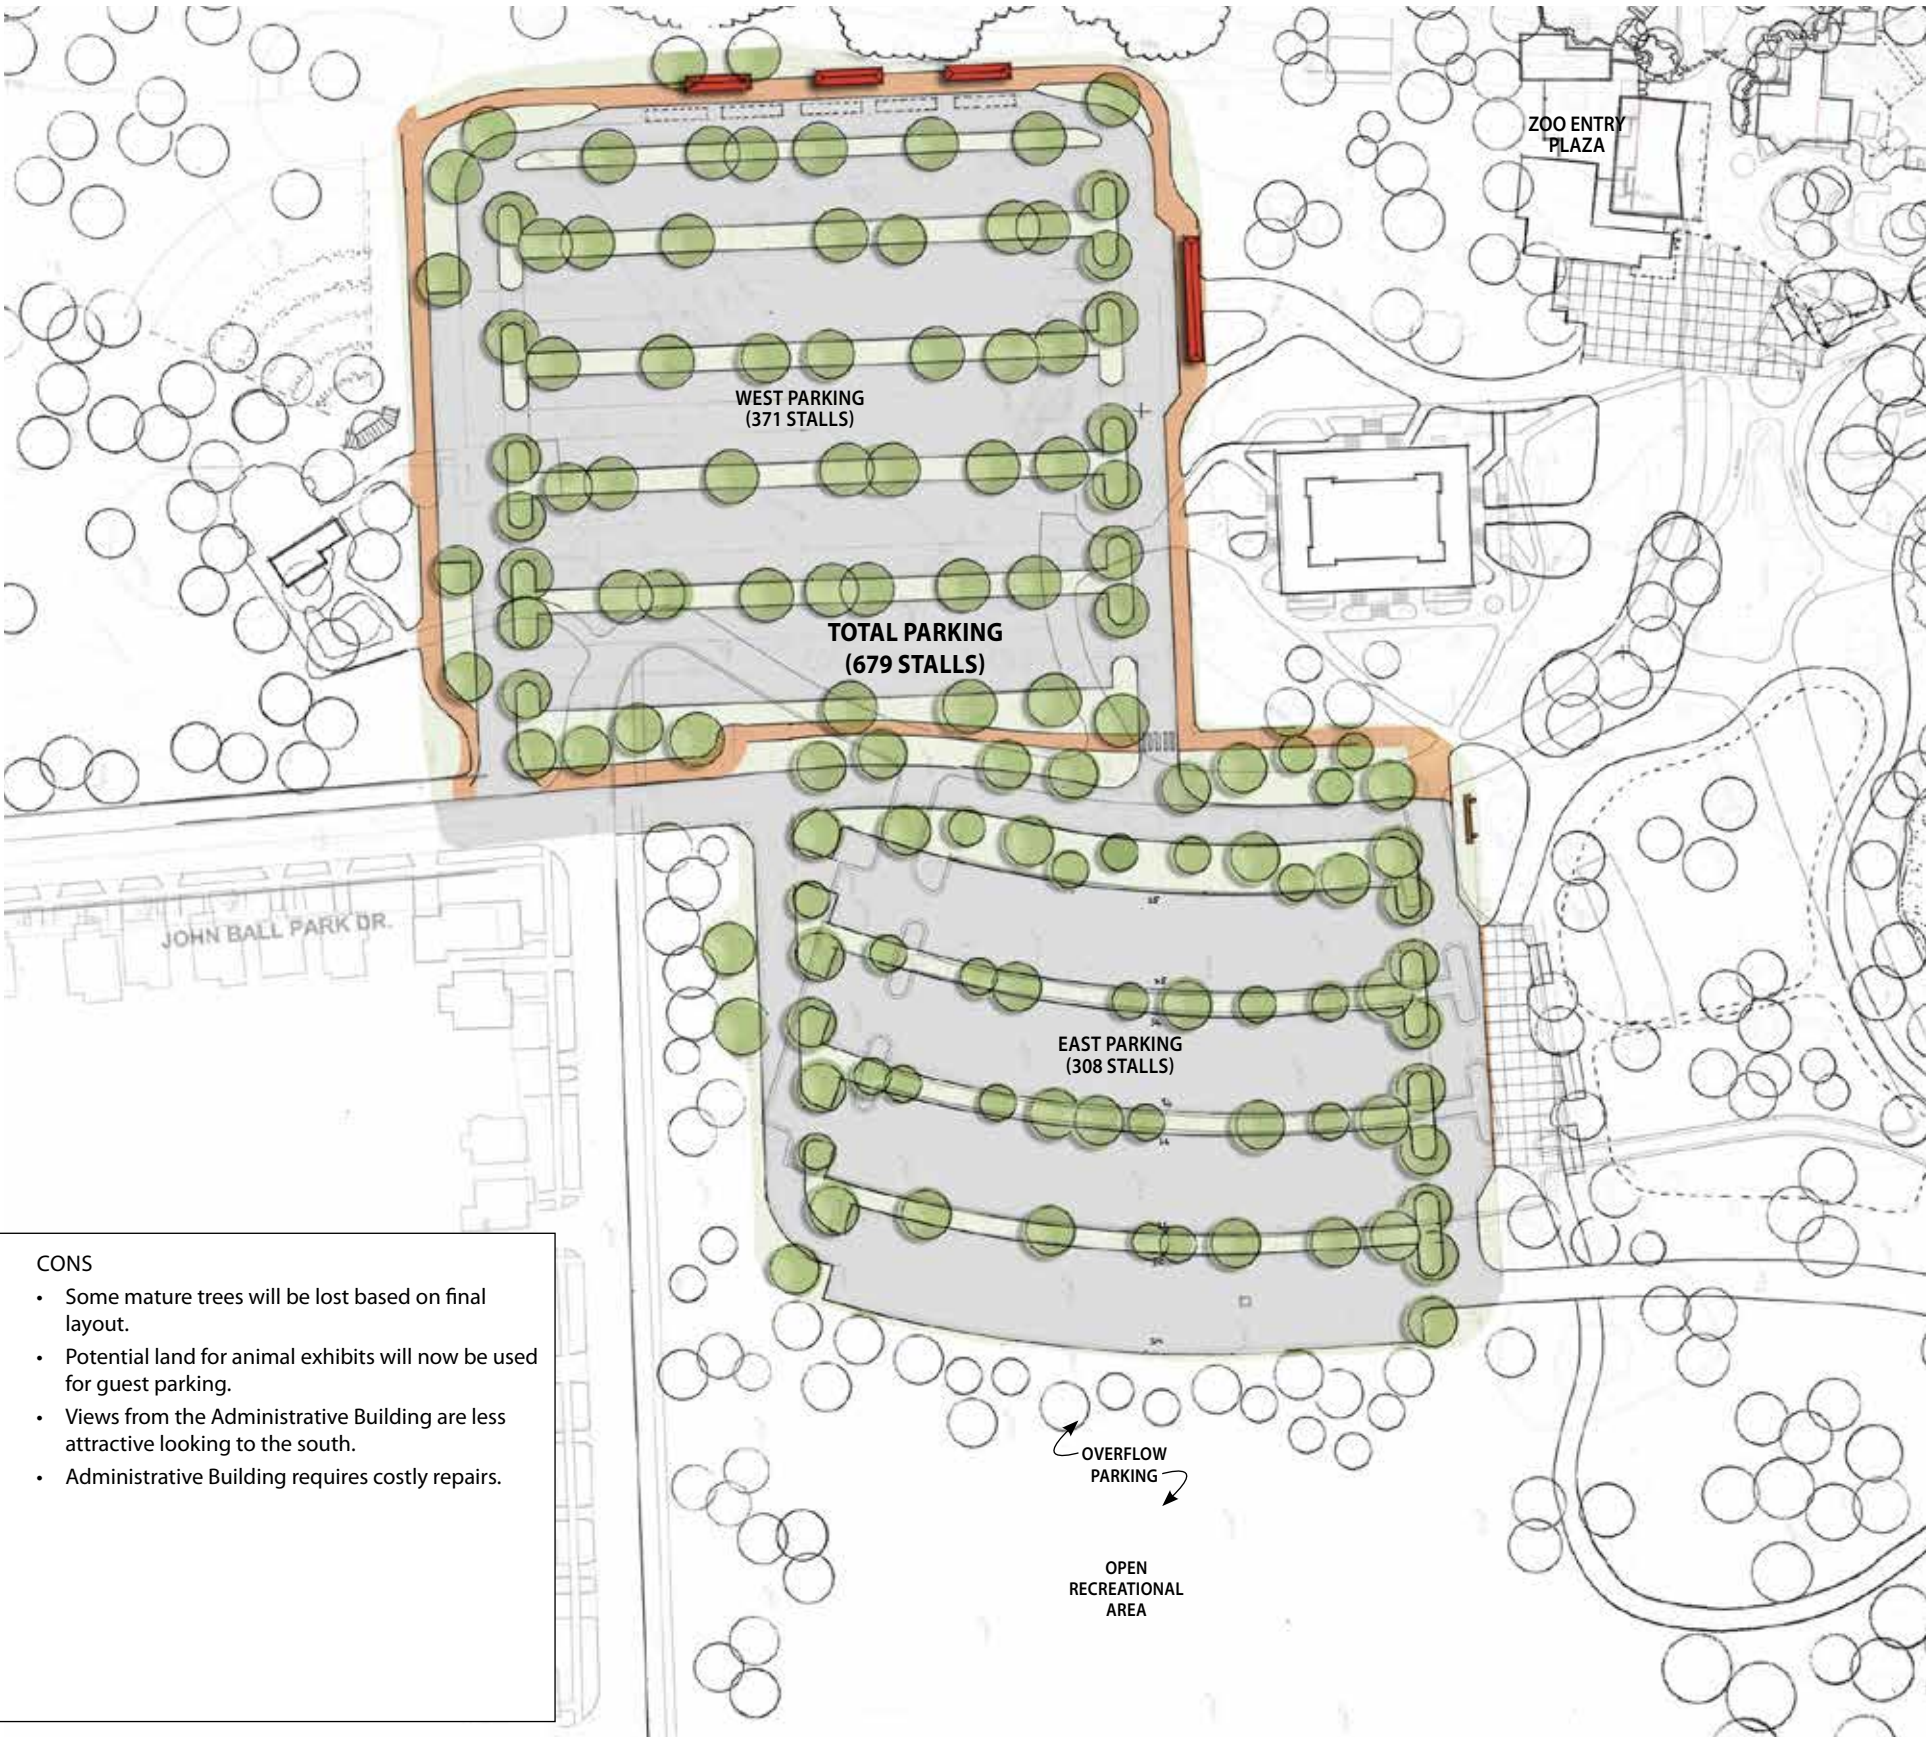 ZOO ENTRY
PLAZA
WEST PARKING
(371 STALLS)
TOTAL PARKING
(679 STALLS)
JOHN BALL PARK DR.
EAST PARKING
(308 STALLS)
CONS
• Some mature trees will be lost based on final
layout.
• Potential land for animal exhibits will now be used
for guest parking.
• Views from the Administrative Building are less
attractive looking to the south.
• Administrative Building requires costly repairs.
OVERFLOW
PARKING
OPEN
RECREATIONAL
AREA